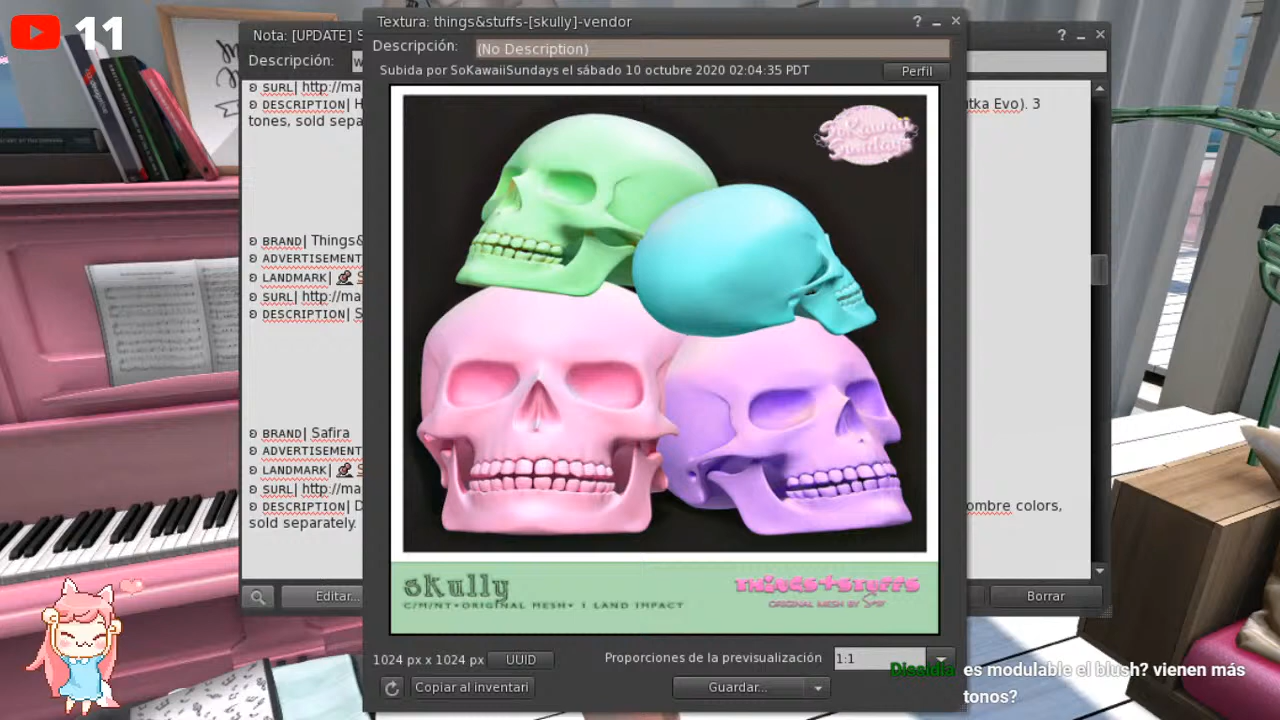 11
Nota: [UPDATE] S
Descripción:
Textura: things&stuffs-[skully]-vendor
Descripción: (No Description)
Subida por SoKawaiiSundays el sábado 10 octubre 2020 02:04:35 PDT
Perfil
ʚ SURL| http://ma
ʚ DESCRIPTION| H
utka Evo). 3
tones, sold sepa
SoKawaii
Sundays
ʚ BRAND| Things&
ʚ ADVERTISEMENT
ʚ LANDMARK|
ʚ SURL| http://ma
ʚ DESCRIPTION| S
ʚ BRAND| Safira
ʚ ADVERTISEMENT
ʚ LANDMARK|
ʚ SURL| http://ma
ʚ DESCRIPTION| D
ombre colors,
sold separately.
skully
C/M/NT•ORIGINAL MESH• 1 LAND IMPACT
THINGS+STUFFS
ORIGINAL MESH BY
Editar...
Borrar
1024 px x 1024 px
UUID
Proporciones de la previsualización
1:1
Copiar al inventari
Guardar...
Dissidia es modulable el blush? vienen más
tonos?